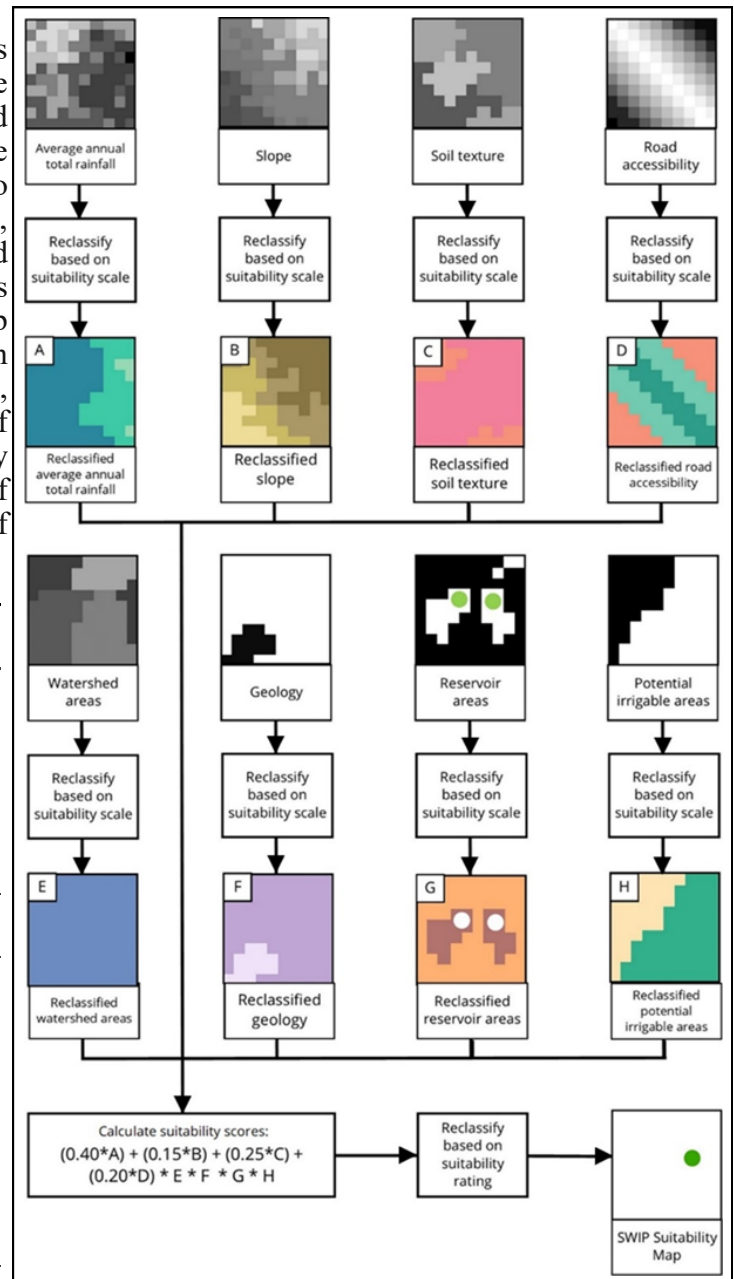 s
e
d
e
o
,
d
s
o
n
,
f
y
f
f
Average annual
total rainfall
Slope
Soil texture
Road
accessibility
Reclassify
based on
suitability scale
Reclassify
based on
suitability scale
Reclassify
based on
suitability scale
Reclassify
based on
suitability scale
A
B
C
D
Reclassified
average annual
total rainfall
Reclassified
slope
Reclassified
soil texture
Reclassified road
accessibility
Watershed
areas
Geology
Reservoir
areas
Potential
irrigable areas
Reclassify
based on
suitability scale
Reclassify
based on
suitability scale
Reclassify
based on
suitability scale
Reclassify
based on
suitability scale
E
F
G
H
Reclassified
watershed areas
Reclassified
geology
Reclassified
reservoir areas
Reclassified
potential
irrigable areas
Calculate suitability scores:
(0.40*A) + (0.15*B) + (0.25*C) +
(0.20*D) * E * F * G * H
Reclassify
based on
suitability
rating
SWIP Suitability
Map